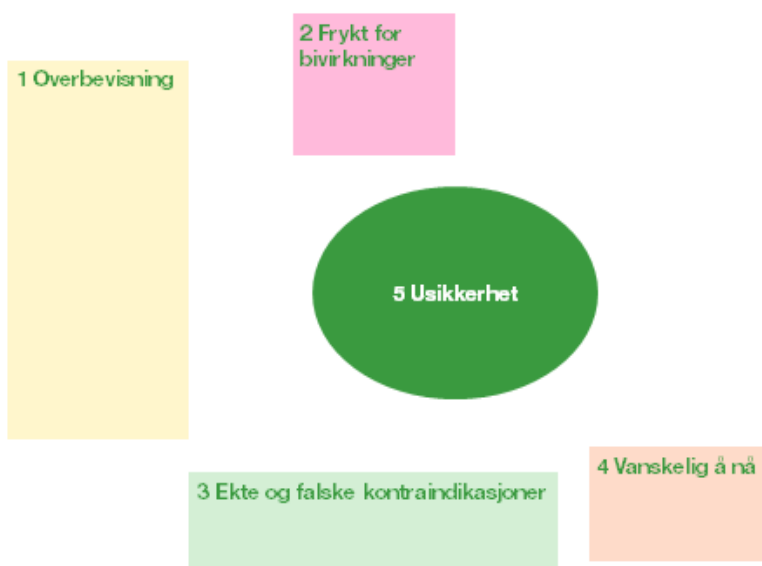 1 Overbevisning
2 Frykt for
bivirkninger
5 Usikkerhet
3 Ekte og falske kontraindikasjoner
4 Vanskelig å nå